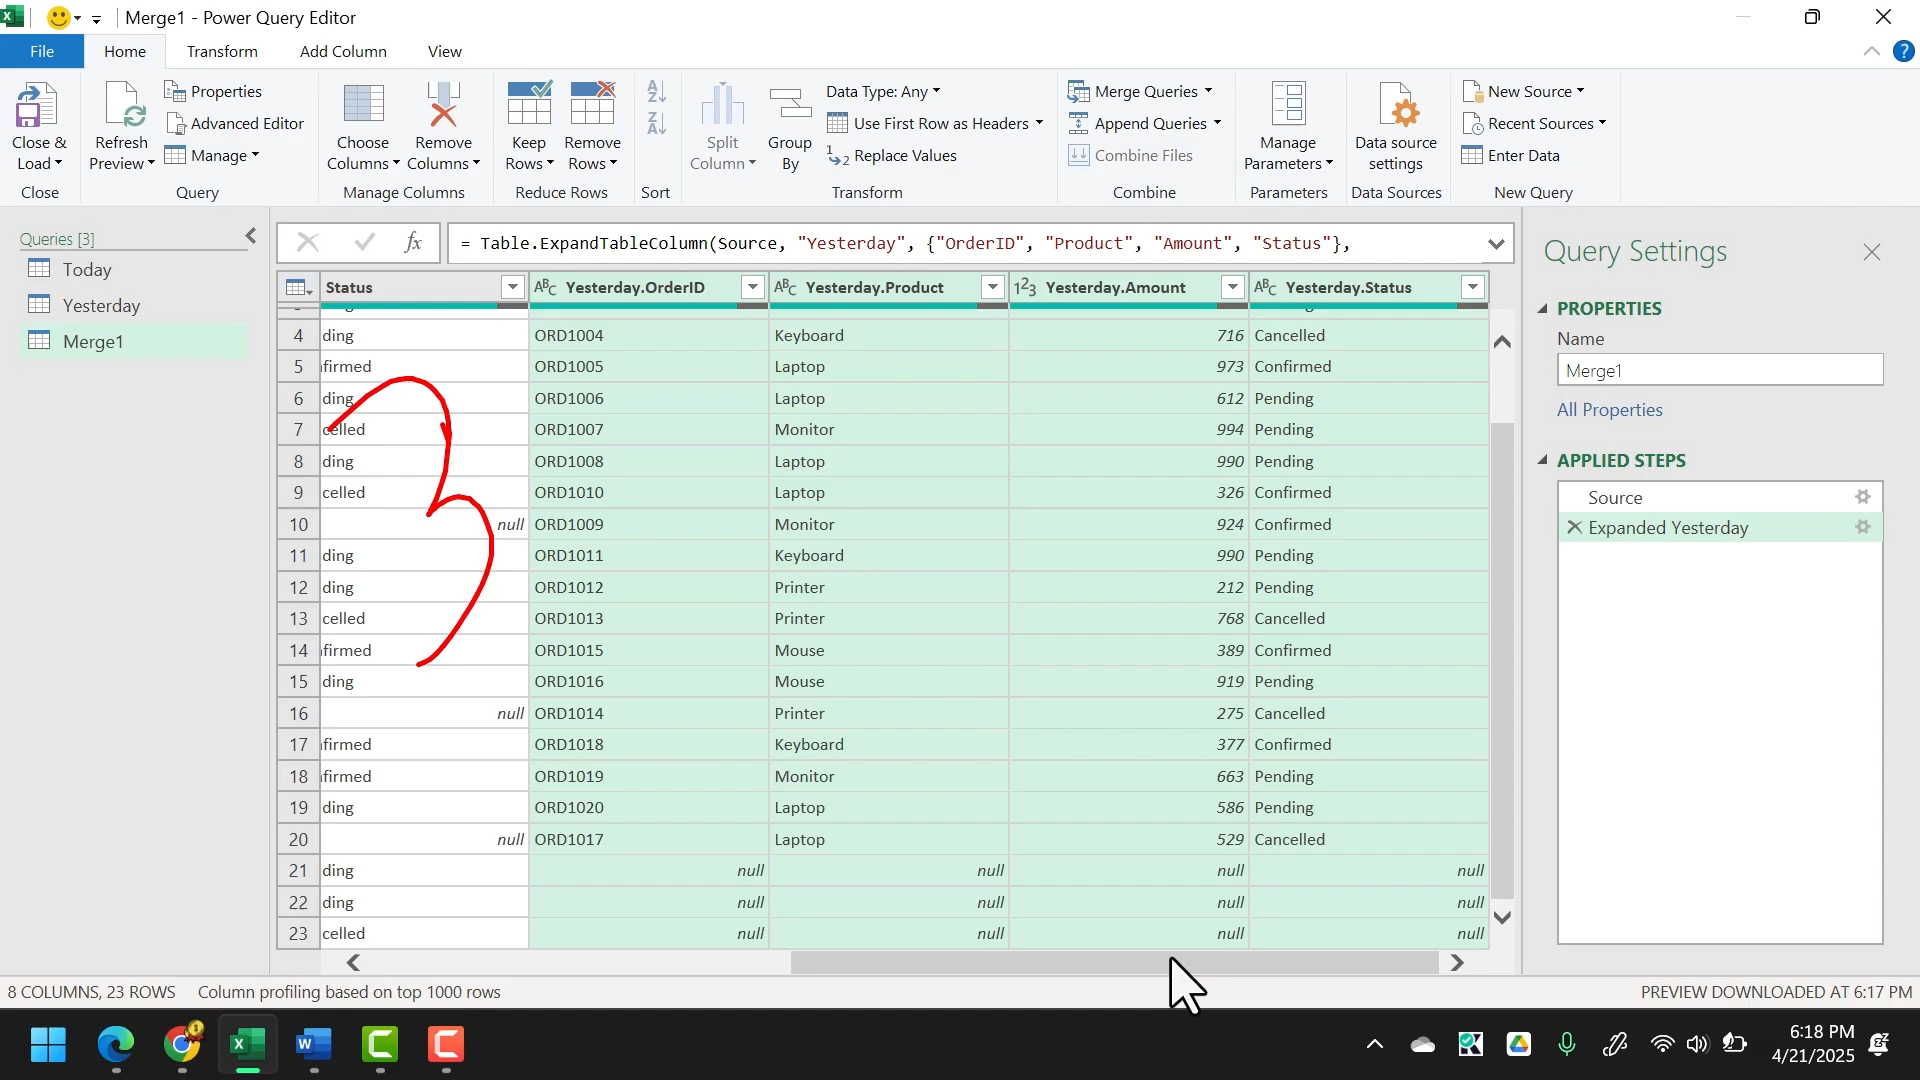 Merge1 - Power Query Editor
File Home Transform Add Column View
Close & Load
Close
Refresh Preview
Properties
Advanced Editor
Manage
Query
Choose Columns
Remove Columns
Manage Columns
Keep Rows
Remove Rows
Reduce Rows
Sort
Split Column
Group By
Data Type: Any
Use First Row as Headers
Replace Values
Transform
Merge Queries
Append Queries
Combine Files
Combine
Manage Parameters
Parameters
Data source settings
Data Sources
New Source
Recent Sources
Enter Data
New Query
Queries [3]
Today
Yesterday
Merge1
= Table.ExpandTableColumn(Source, "Yesterday", {"OrderID", "Product", "Amount", "Status"},
Status Yesterday.OrderID Yesterday.Product Yesterday.Amount Yesterday.Status
4 ding ORD1004 Keyboard 716 Cancelled
5 firmed ORD1005 Laptop 973 Confirmed
6 ding ORD1006 Laptop 612 Pending
7 celled ORD1007 Monitor 994 Pending
8 ding ORD1008 Laptop 990 Pending
9 celled ORD1010 Laptop 326 Confirmed
10 null ORD1009 Monitor 924 Confirmed
11 ding ORD1011 Keyboard 990 Pending
12 ding ORD1012 Printer 212 Pending
13 celled ORD1013 Printer 768 Cancelled
14 firmed ORD1015 Mouse 389 Confirmed
15 ding ORD1016 Mouse 919 Pending
16 null ORD1014 Printer 275 Cancelled
17 firmed ORD1018 Keyboard 377 Confirmed
18 firmed ORD1019 Monitor 663 Pending
19 ding ORD1020 Laptop 586 Pending
20 null ORD1017 Laptop 529 Cancelled
21 ding null null null null
22 ding null null null null
23 celled null null null null
Query Settings
PROPERTIES
Name
Merge1
All Properties
APPLIED STEPS
Source
Expanded Yesterday
8 COLUMNS, 23 ROWS Column profiling based on top 1000 rows
PREVIEW DOWNLOADED AT 6:17 PM
6:18 PM
4/21/2025